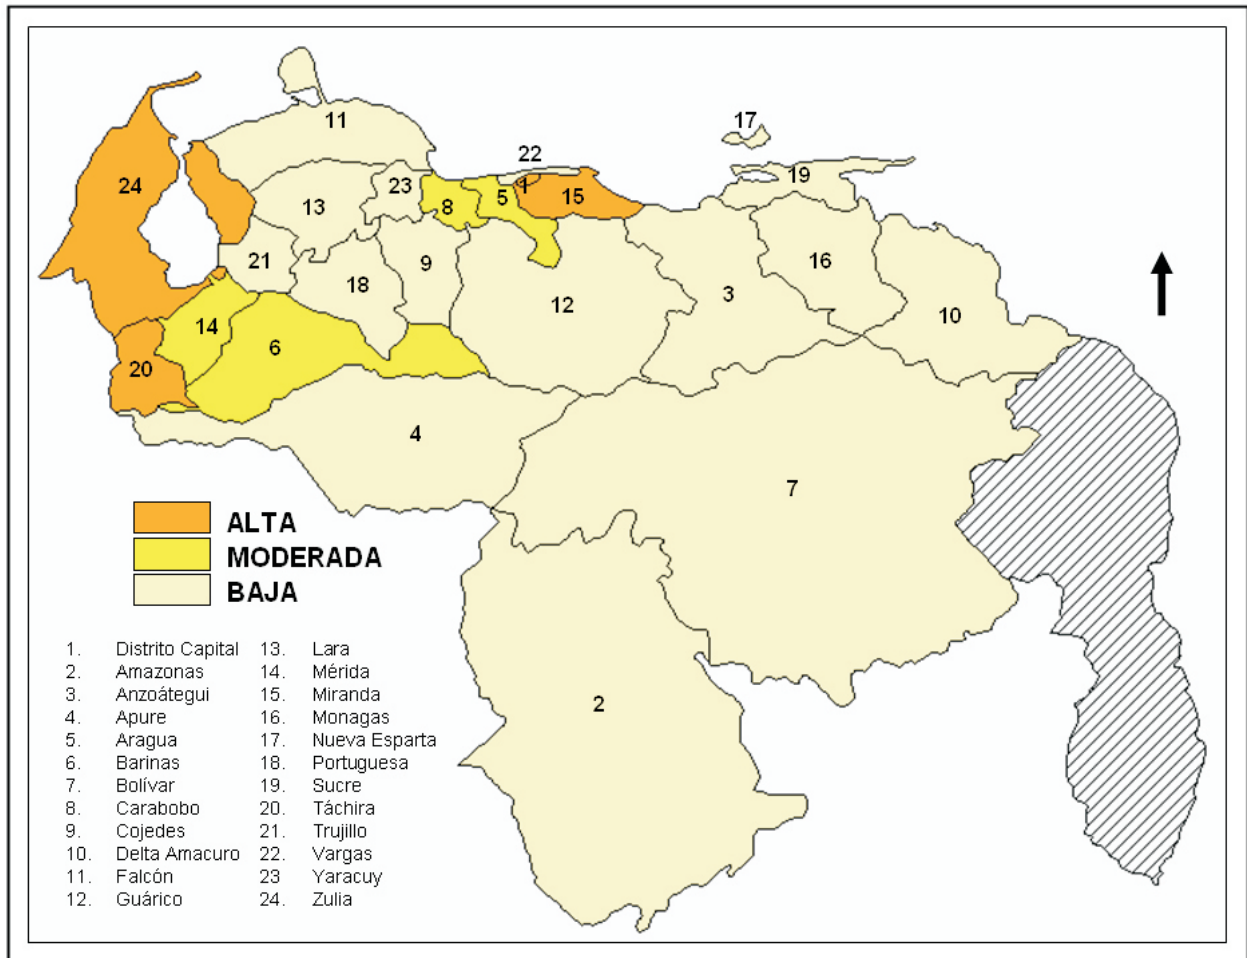 11
17
22
24
23
1
19
5
15
13
8
21
9
16
18
3
12
10
14
6
20
4
7
2
ALTA
MODERADA
BAJA
1. Distrito Capital 13. Lara
2. Amazonas 14. Mérida
3. Anzoátegui 15. Miranda
4. Apure 16. Monagas
5. Aragua 17. Nueva Esparta
6. Barinas 18. Portuguesa
7. Bolívar 19. Sucre
8. Carabobo 20. Táchira
9. Cojedes 21. Trujillo
10. Delta Amacuro 22. Vargas
11. Falcón 23 Yaracuy
12. Guárico 24. Zulia